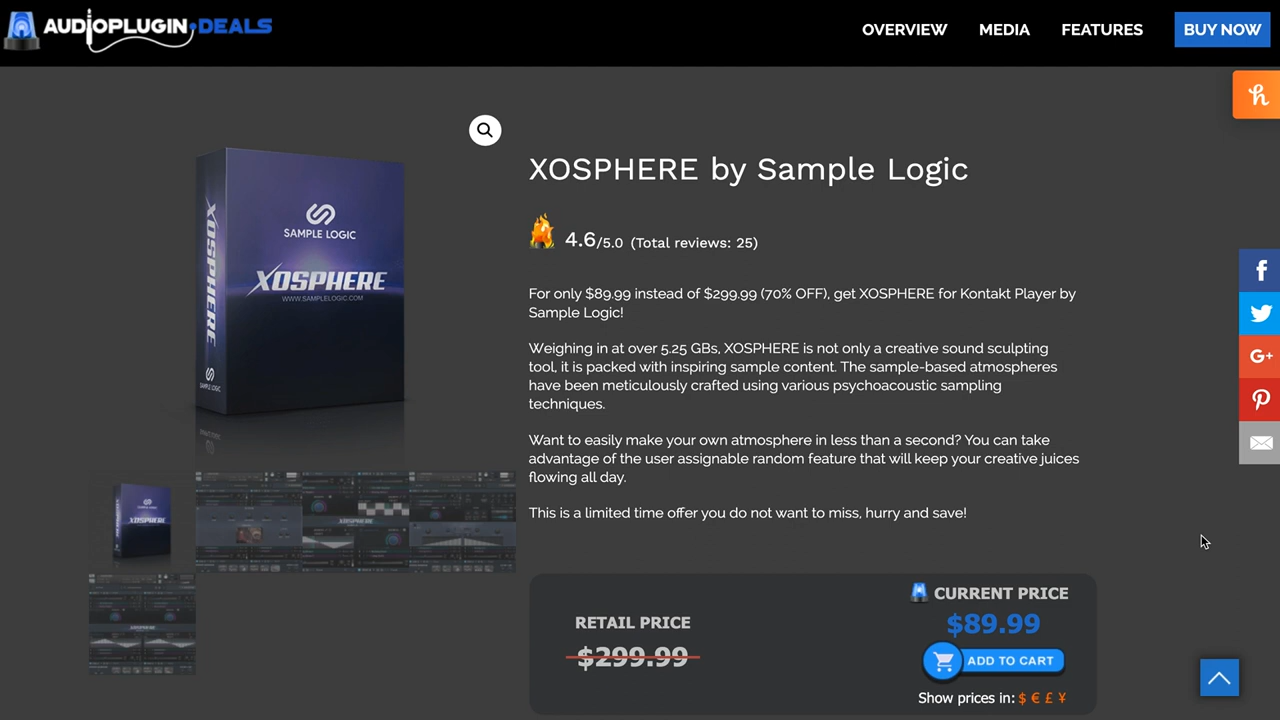 AUDIOPLUGIN.DEALS
OVERVIEW
MEDIA
FEATURES
BUY NOW
XOSPHERE by Sample Logic
4.6/5.0 (Total reviews: 25)
For only $89.99 instead of $299.99 (70% OFF), get XOSPHERE for Kontakt Player by
Sample Logic!
Weighing in at over 5.25 GBs, XOSPHERE is not only a creative sound sculpting
tool, it is packed with inspiring sample content. The sample-based atmospheres
have been meticulously crafted using various psychoacoustic sampling
techniques.
Want to easily make your own atmosphere in less than a second? You can take
advantage of the user assignable random feature that will keep your creative juices
flowing all day.
This is a limited time offer you do not want to miss, hurry and save!
RETAIL PRICE
$299.99
CURRENT PRICE
$89.99
ADD TO CART
Show prices in: $ € £ ¥
SAMPLE LOGIC
XOSPHERE
WWW.SAMPLELOGIC.COM
XOSPHERE
SAMPLE LOGIC
XOSPHERE
XOSPHERE